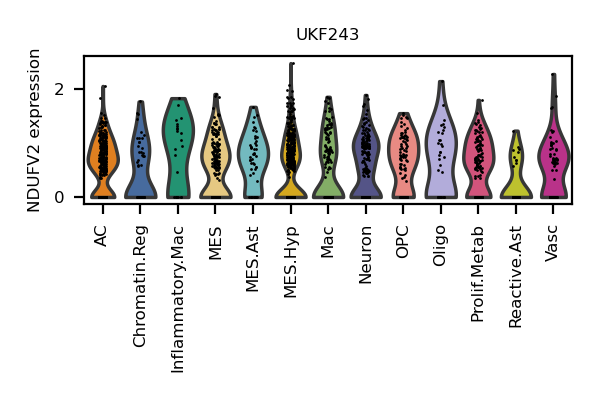 UKF243
NDUFV2 expression
2
0
AC
Chromatin.Reg
Inflammatory.Mac
MES
MES.Ast
MES.Hyp
Mac
Neuron
OPC
Oligo
Prolif.Metab
Reactive.Ast
Vasc